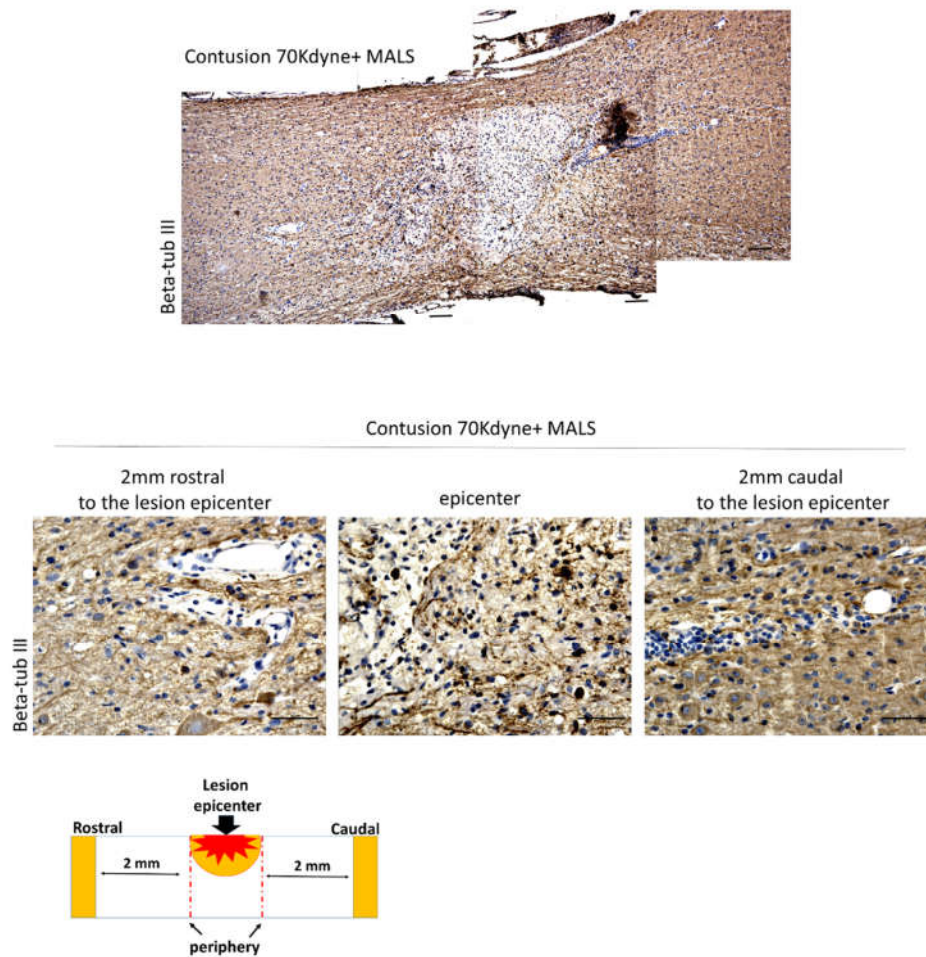 Contusion 70Kdyne+ MALS
Beta-tub III
Contusion 70Kdyne+ MALS
2mm rostral
to the lesion epicenter
epicenter
2mm caudal
to the lesion epicenter
Beta-tub III
Lesion
epicenter
Rostral
Caudal
2 mm
2 mm
periphery